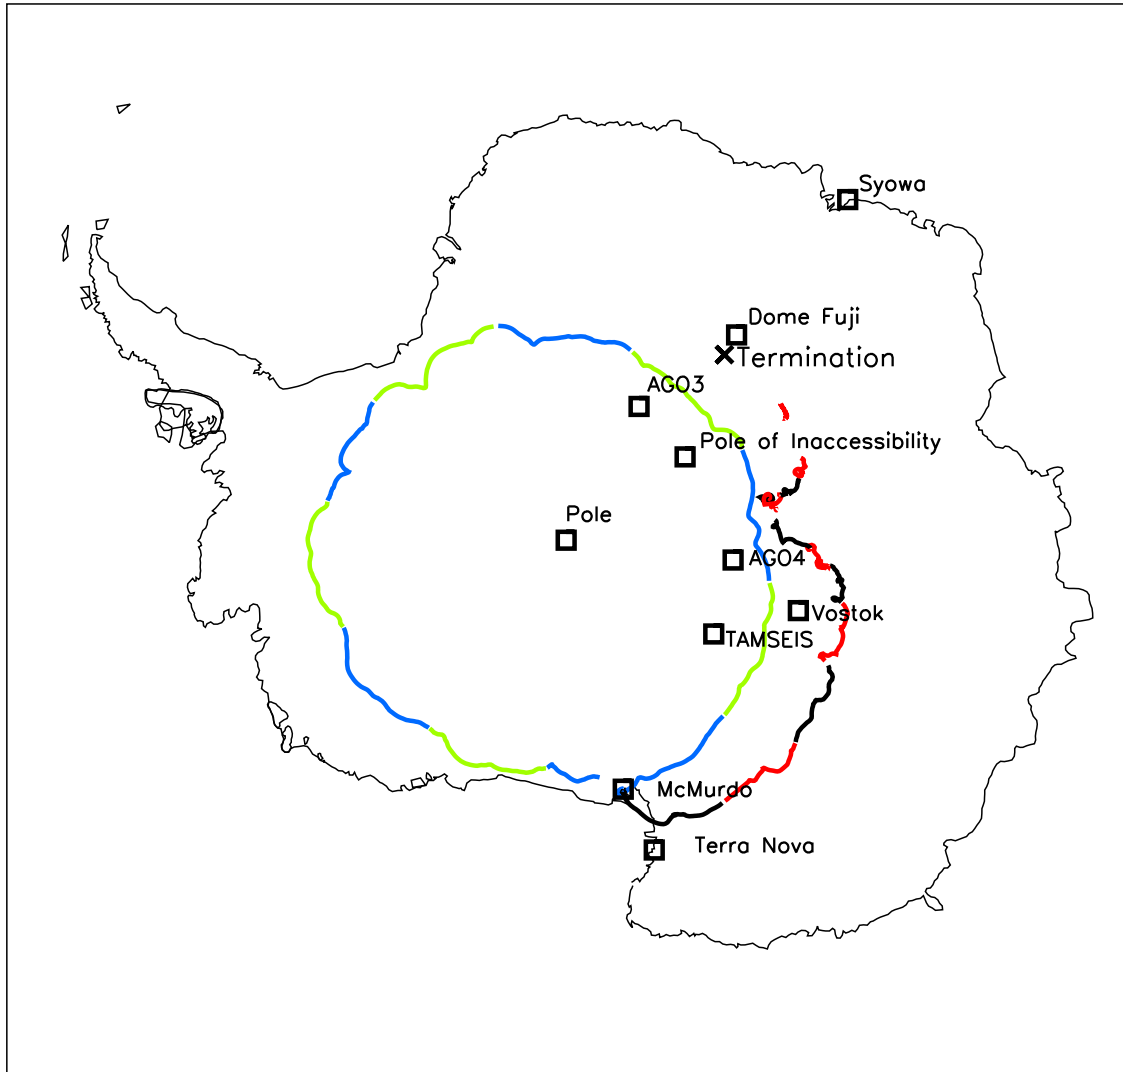 Syowa
Dome Fuji
Termination
AGO3
Pole of Inaccessibility
Pole
AGO4
Vostok
TAMSEIS
McMurdo
Terra Nova